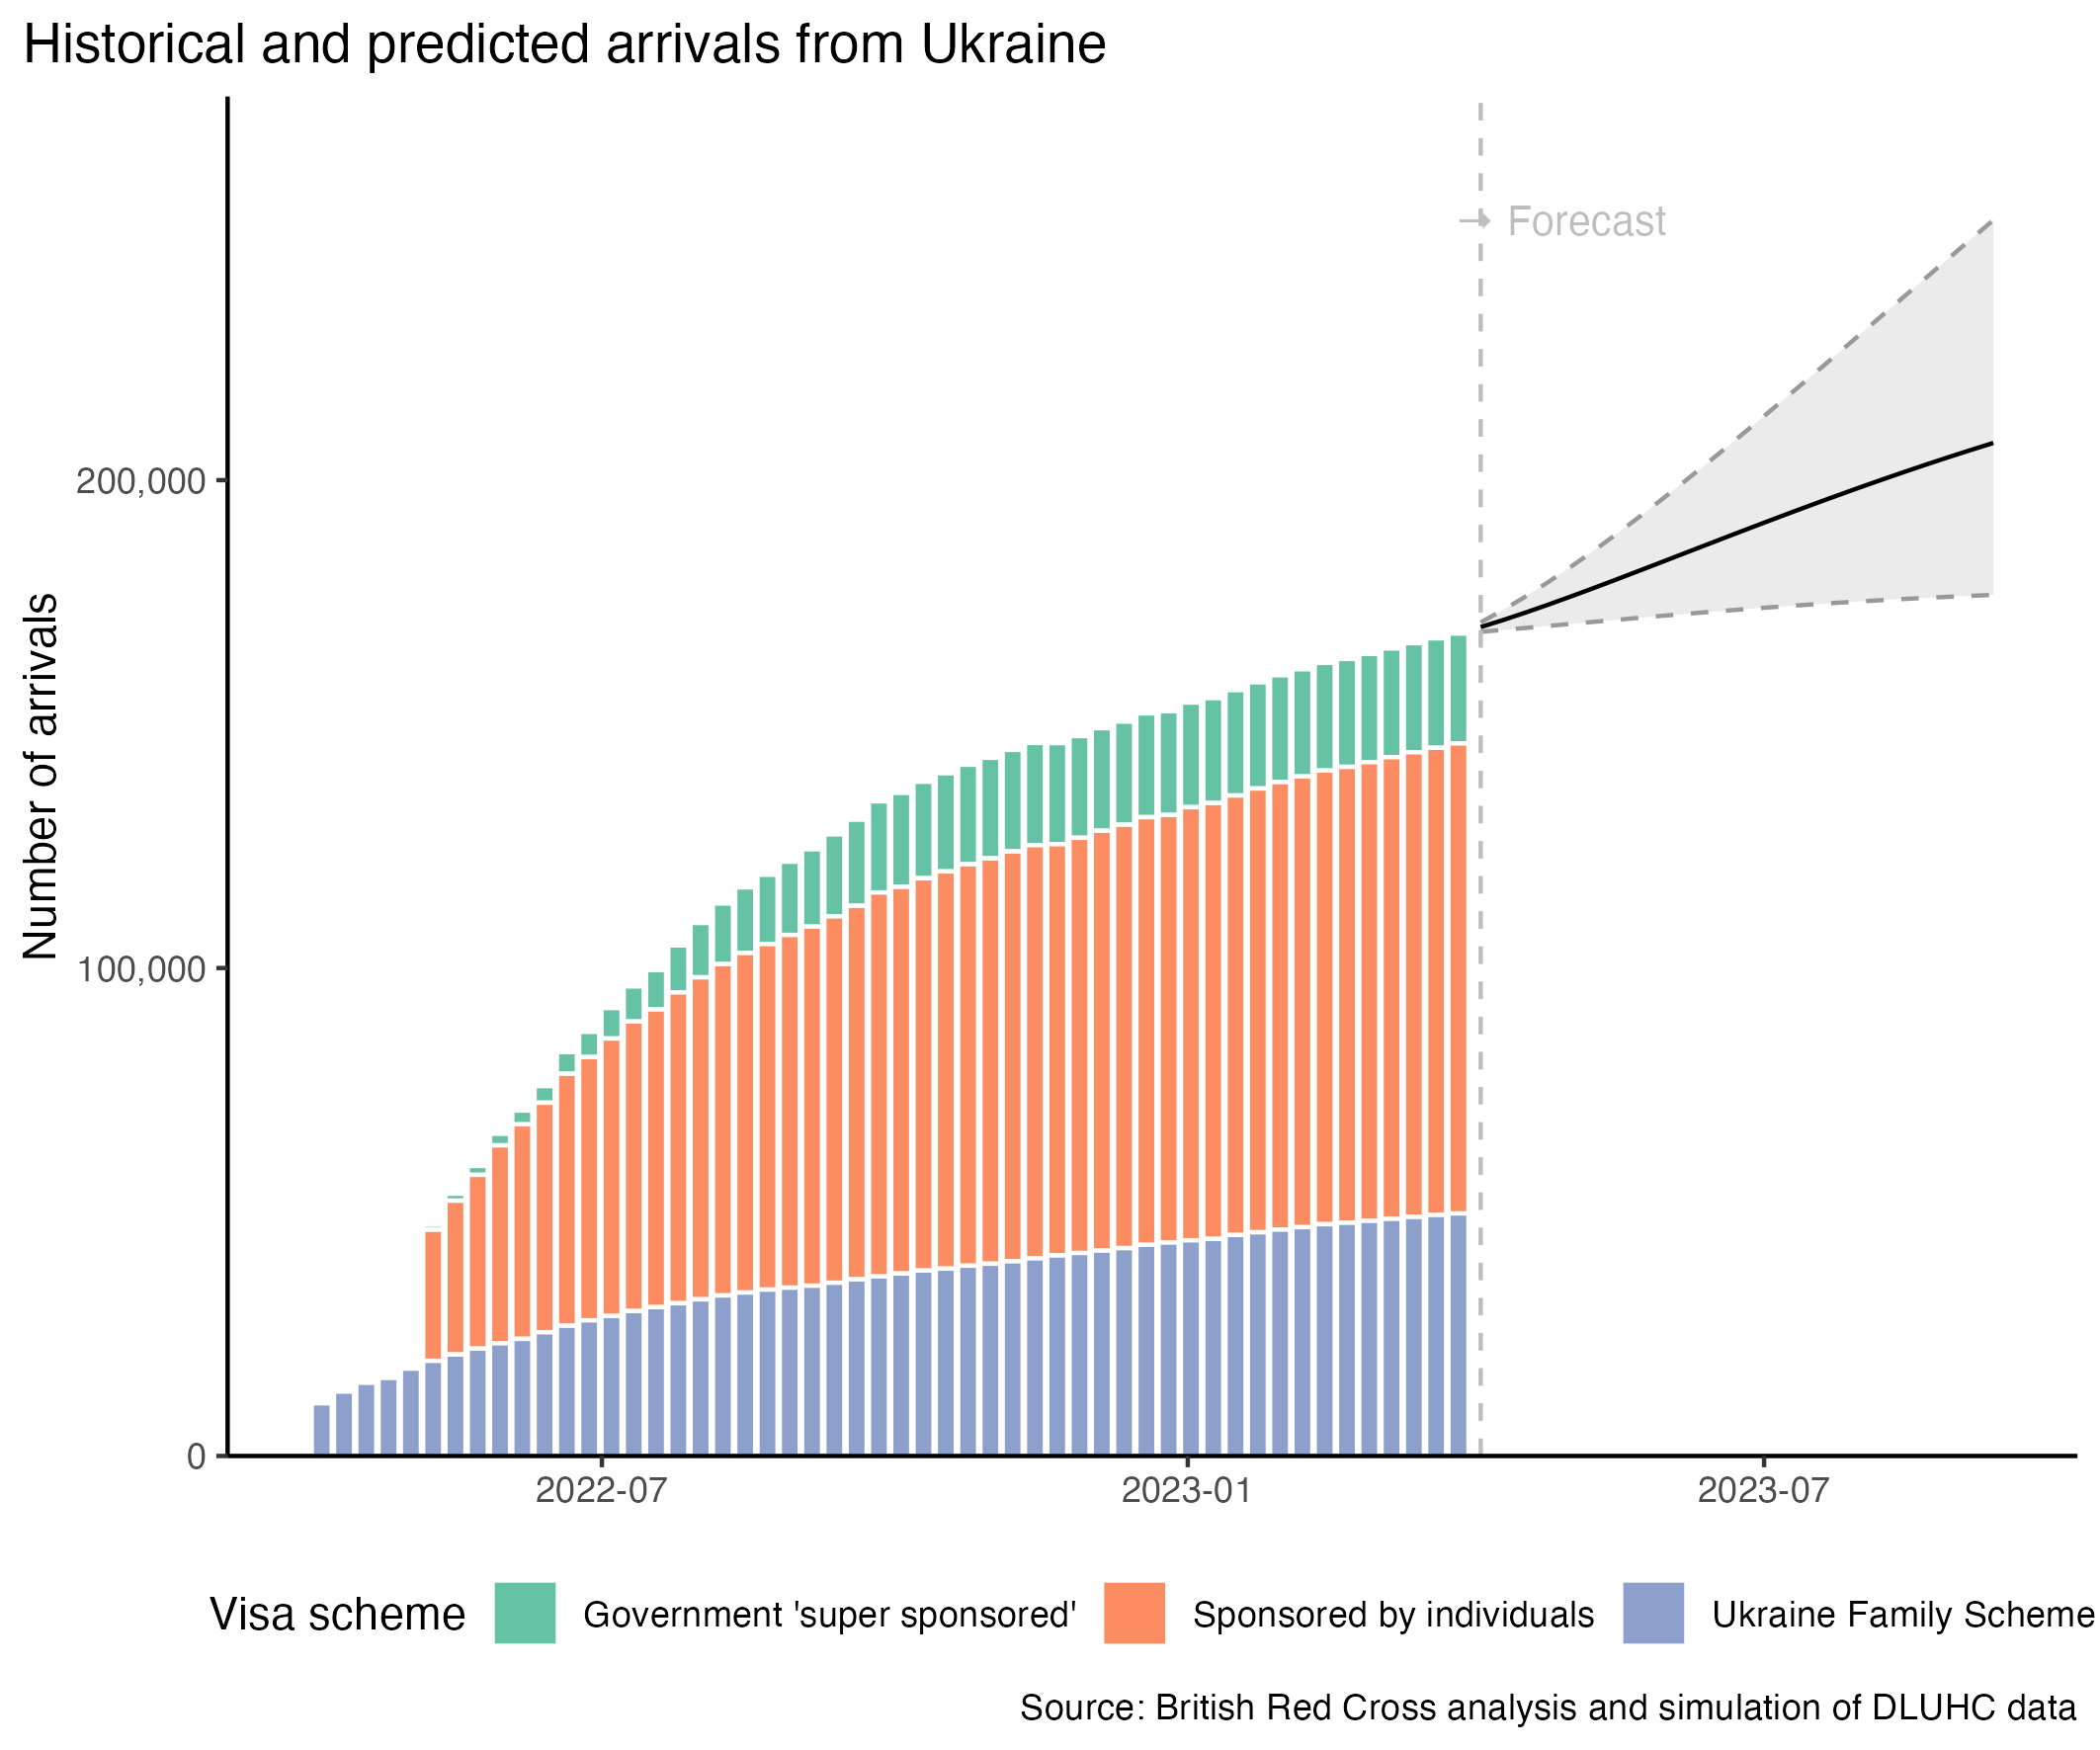 Historical and predicted arrivals from Ukraine
Forecast
Number of arrivals
200,000
100,000
0
2022-07
2023-01
2023-07
Visa scheme
Government 'super sponsored'
Sponsored by individuals
Ukraine Family Scheme
Source: British Red Cross analysis and simulation of DLUHC data